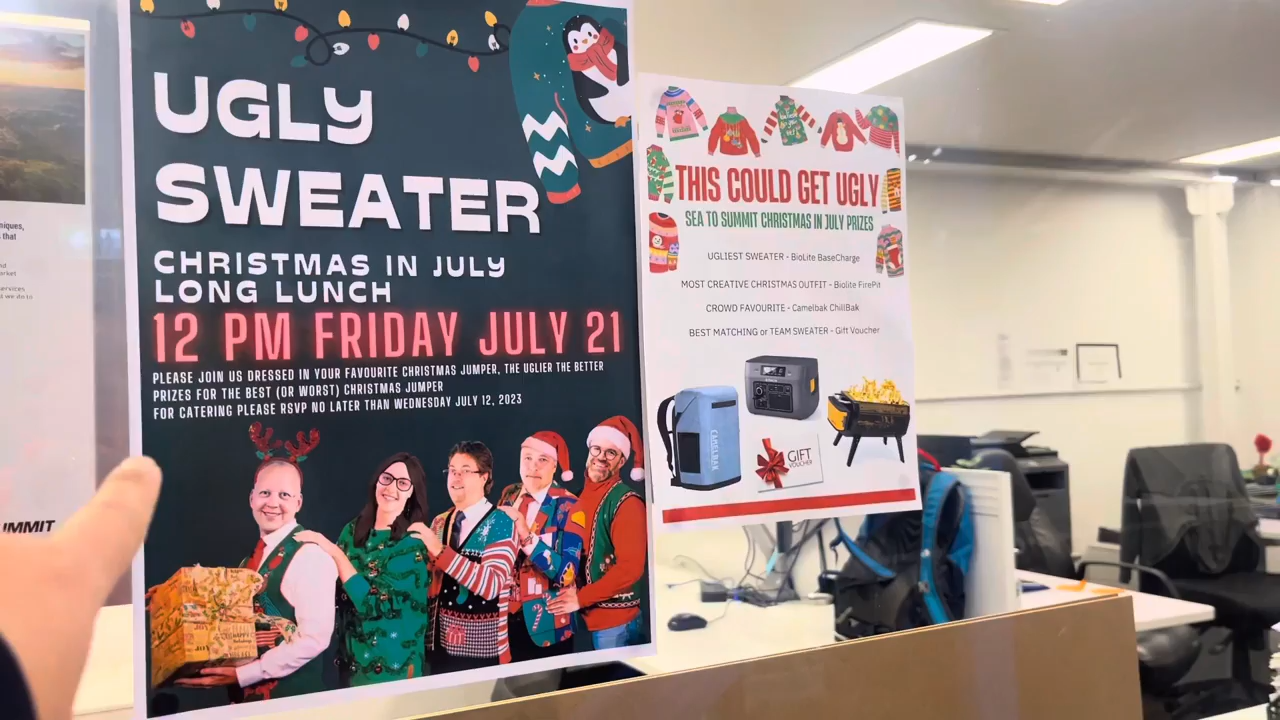 UGLY
SWEATER
CHRISTMAS IN JULY
LONG LUNCH
12 PM FRIDAY JULY 21
PLEASE JOIN US DRESSED IN YOUR FAVOURITE CHRISTMAS JUMPER, THE UGLIER THE BETTER
PRIZES FOR THE BEST (OR WORST) CHRISTMAS JUMPER
FOR CATERING PLEASE RSVP NO LATER THAN WEDNESDAY JULY 12, 2023
THIS COULD GET UGLY
SEA TO SUMMIT CHRISTMAS IN JULY PRIZES
UGLIEST SWEATER - BioLite BaseCharge
MOST CREATIVE CHRISTMAS OUTFIT - Biolite FirePit
CROWD FAVOURITE - Camelbak ChillBak
BEST MATCHING or TEAM SWEATER - Gift Voucher
CAMELBAK
GIFT
VOUCHER